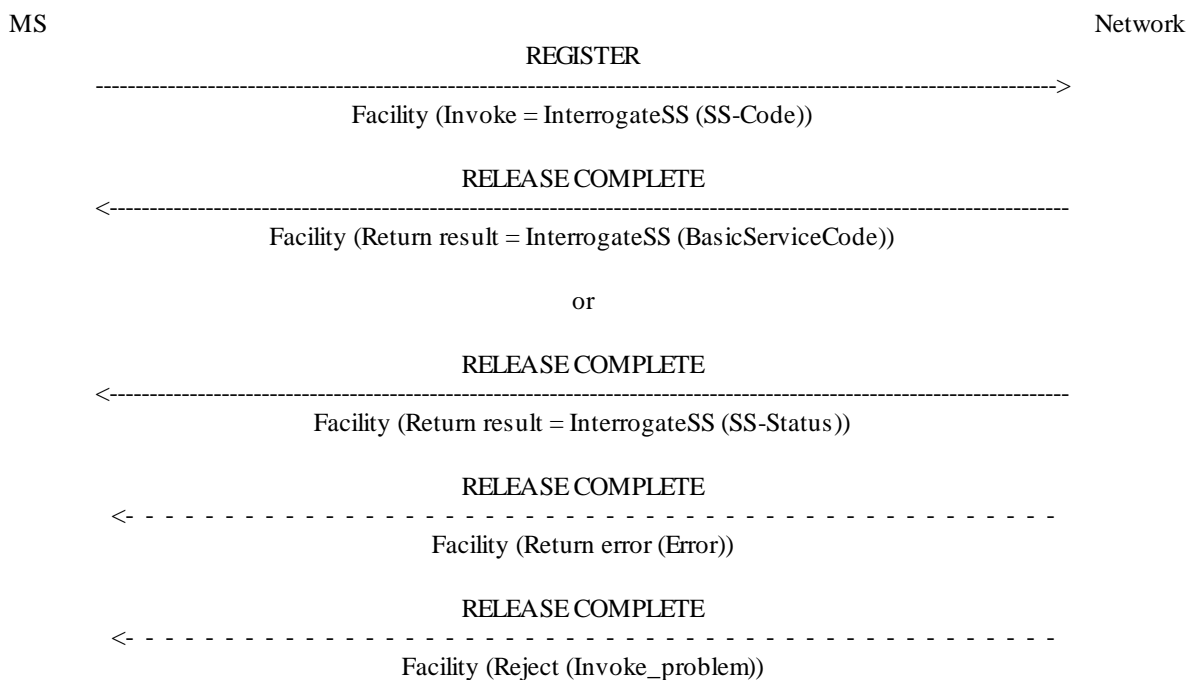 MS Network
REGISTER
------------------------------------------------------------------------------------------------------------------------>
Facility (Invoke = InterrogateSS (SS-Code))
RELEASE COMPLETE
<------------------------------------------------------------------------------------------------------------------------
Facility (Return result = InterrogateSS (BasicServiceCode))
or
RELEASE COMPLETE
<------------------------------------------------------------------------------------------------------------------------
Facility (Return result = InterrogateSS (SS-Status))
RELEASE COMPLETE
<- - - - - - - - - - - - - - - - - - - - - - - - - - - - - - - - - - - - - - - - - - - - - - - -
Facility (Return error (Error))
RELEASE COMPLETE
<- - - - - - - - - - - - - - - - - - - - - - - - - - - - - - - - - - - - - - - - - - - - - - - -
Facility (Reject (Invoke_problem))